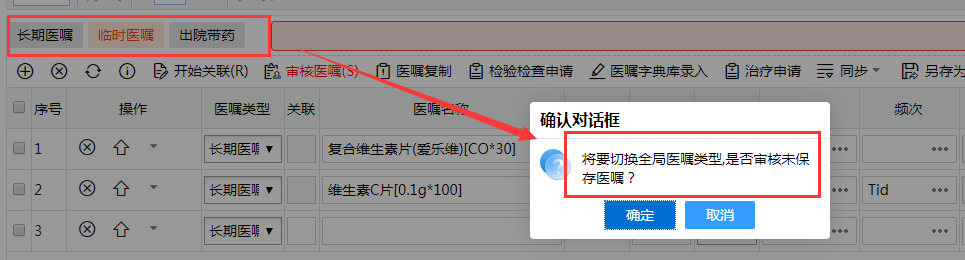 长期医嘱 临时医嘱 出院带药
开始关联(R) 审核医嘱(S) 医嘱复制 检验检查申请 医嘱字典库录入 治疗申请 同步 另存为
序号 操作 医嘱类型 关联 医嘱名称 频次
确认对话框
1 长期医嘱 复合维生素片(爱乐维)[CO*30]
将要切换全局医嘱类型,是否审核未保
存医嘱？
2 长期医嘱 维生素C片[0.1g*100] Tid
确定 取消
3 长期医嘱